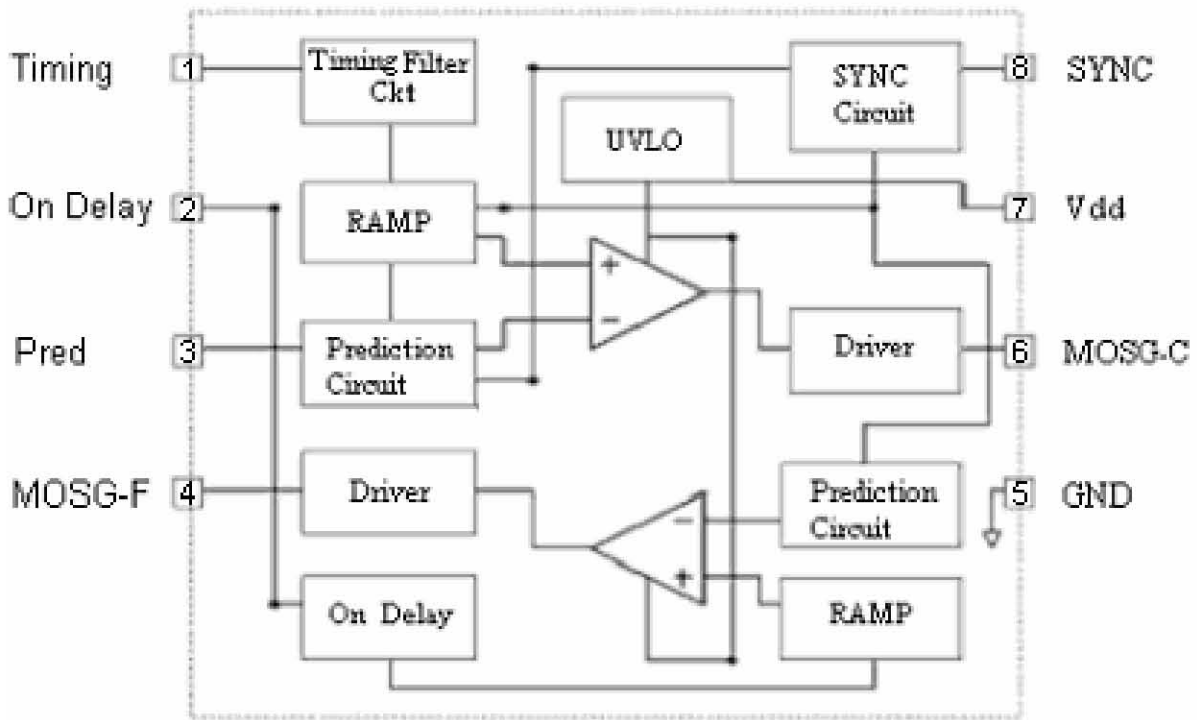 Timing
1
Timing Filter
Ckt
SYNC
Circuit
8
SYNC
UVLO
On Delay
2
RAMP
7
Vdd
+
−
Pred
3
Prediction
Circuit
Driver
6
MOSG-C
MOSG-F
4
Driver
−
+
Prediction
Circuit
5
GND
On Delay
RAMP